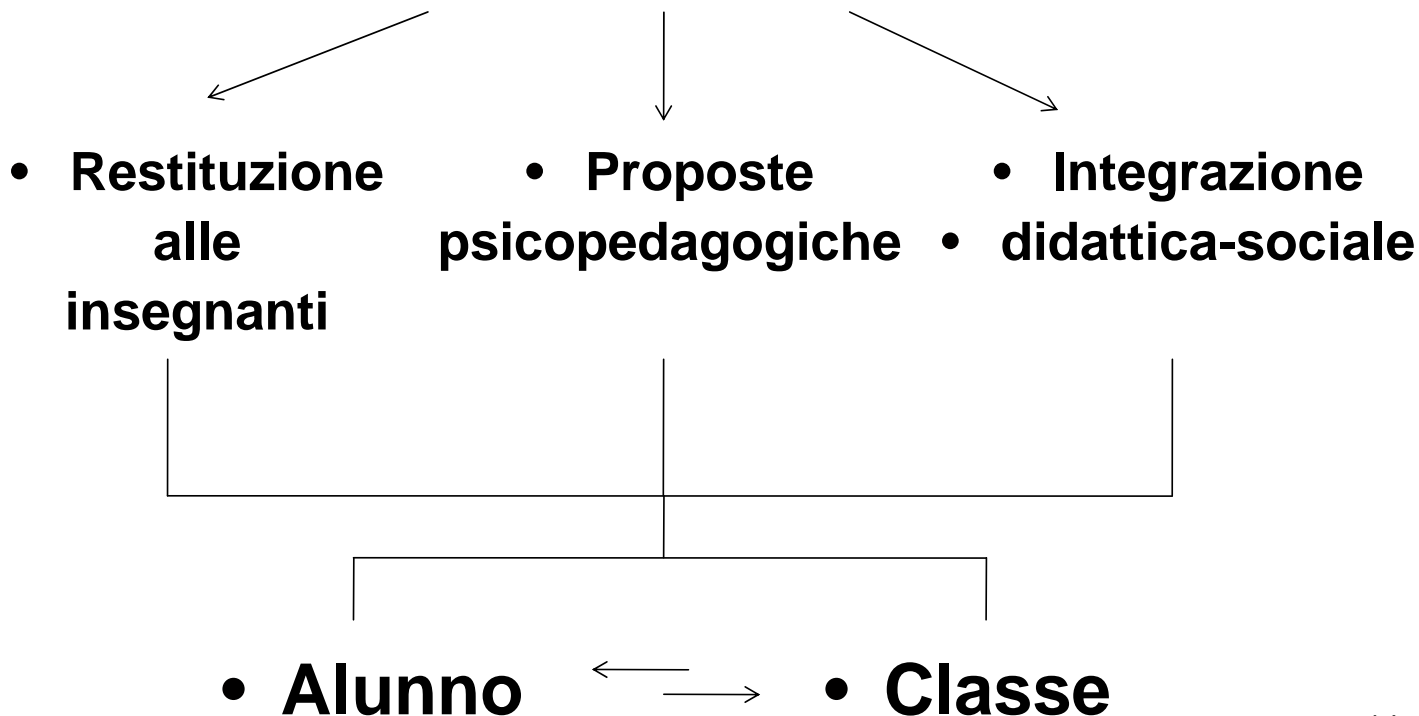 • Restituzione
alle
insegnanti
• Proposte
psicopedagogiche
• Integrazione
• didattica-sociale
• Alunno
• Classe